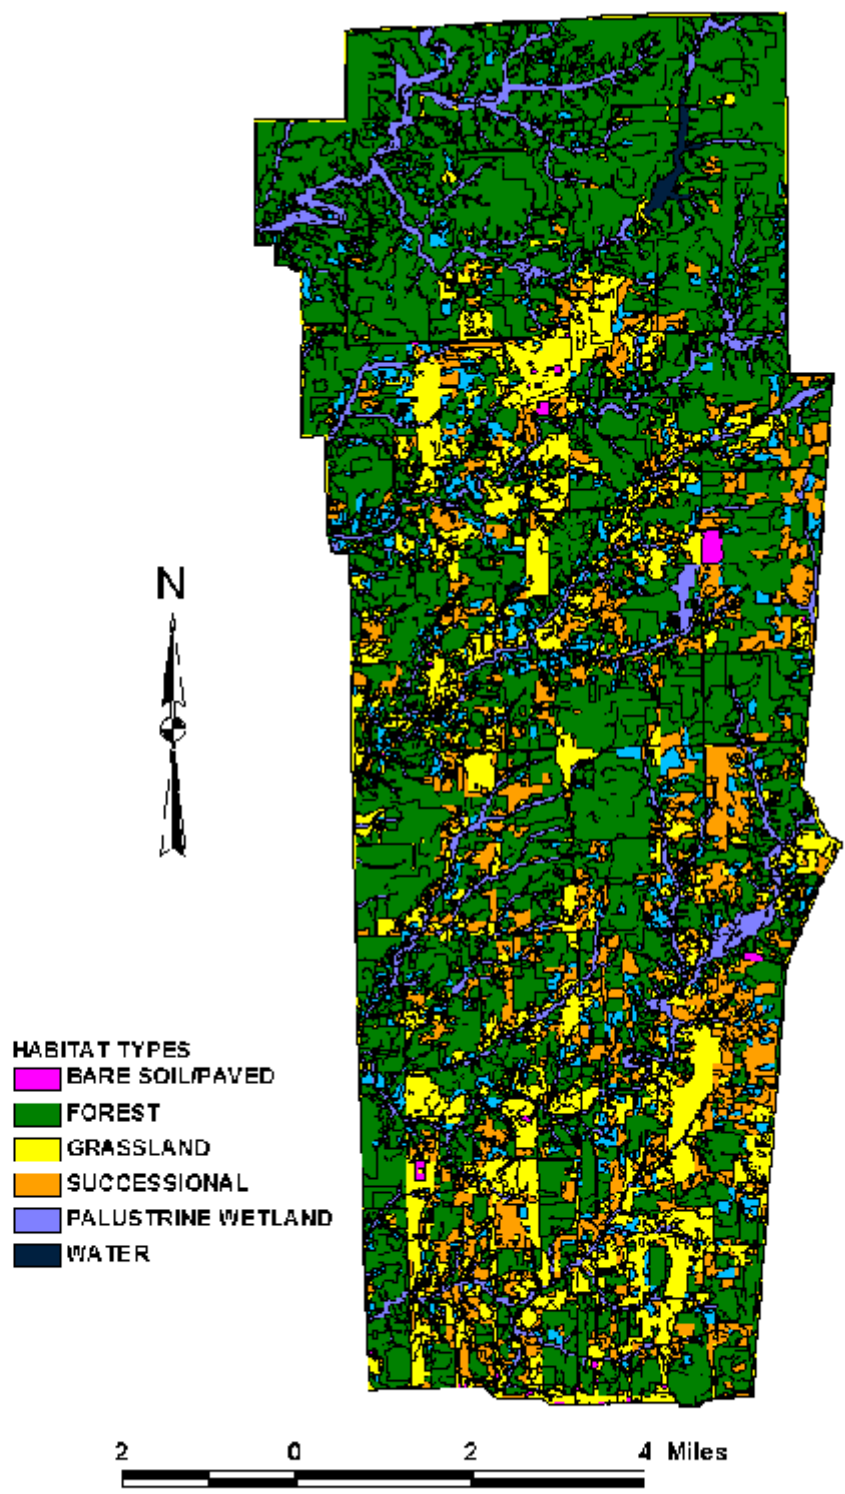 N
HABITAT TYPES
BARE SOIL/PAVED
FOREST
GRASSLAND
SUCCESSIONAL
PALUSTRINE WETLAND
WATER
2 0 2 4 Miles